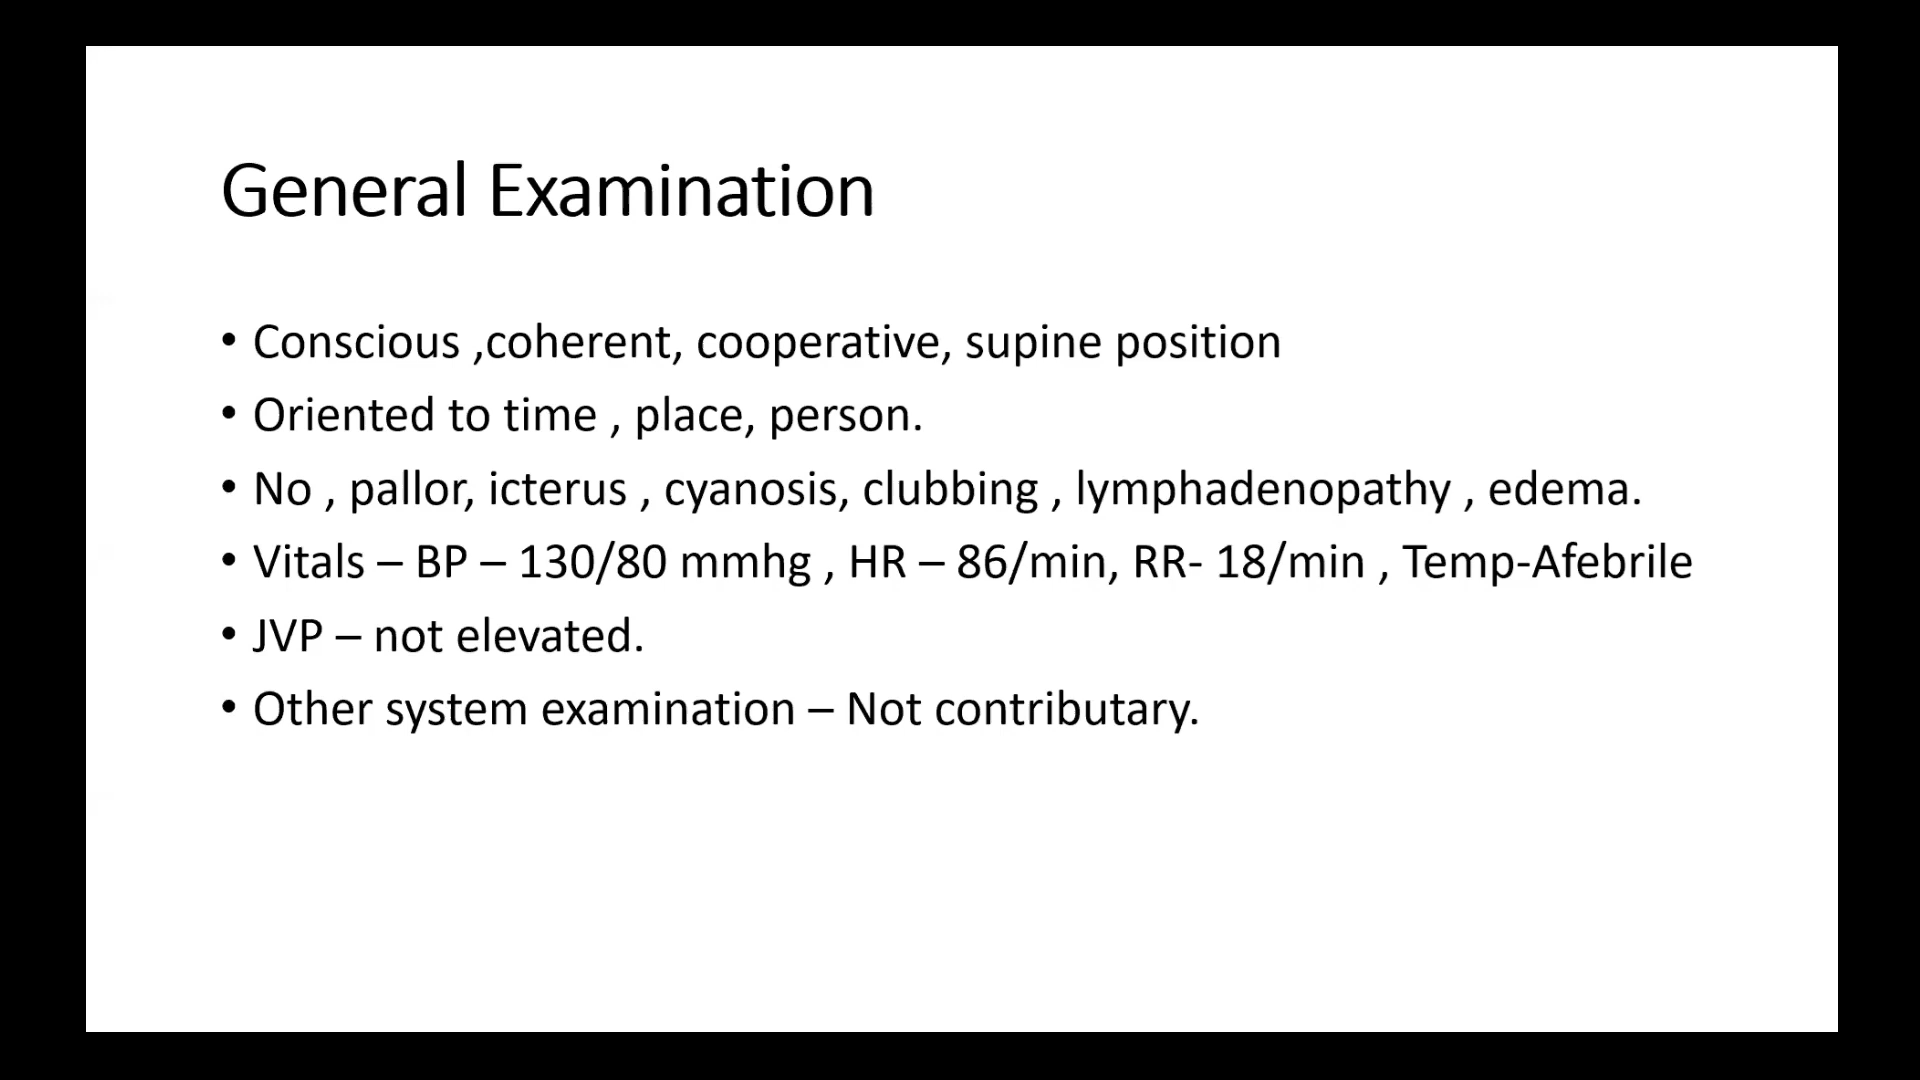 General Examination
• Conscious ,coherent, cooperative, supine position
• Oriented to time , place, person.
• No , pallor, icterus , cyanosis, clubbing , lymphadenopathy , edema.
• Vitals – BP – 130/80 mmhg , HR – 86/min, RR- 18/min , Temp-Afebrile
• JVP – not elevated.
• Other system examination – Not contributary.